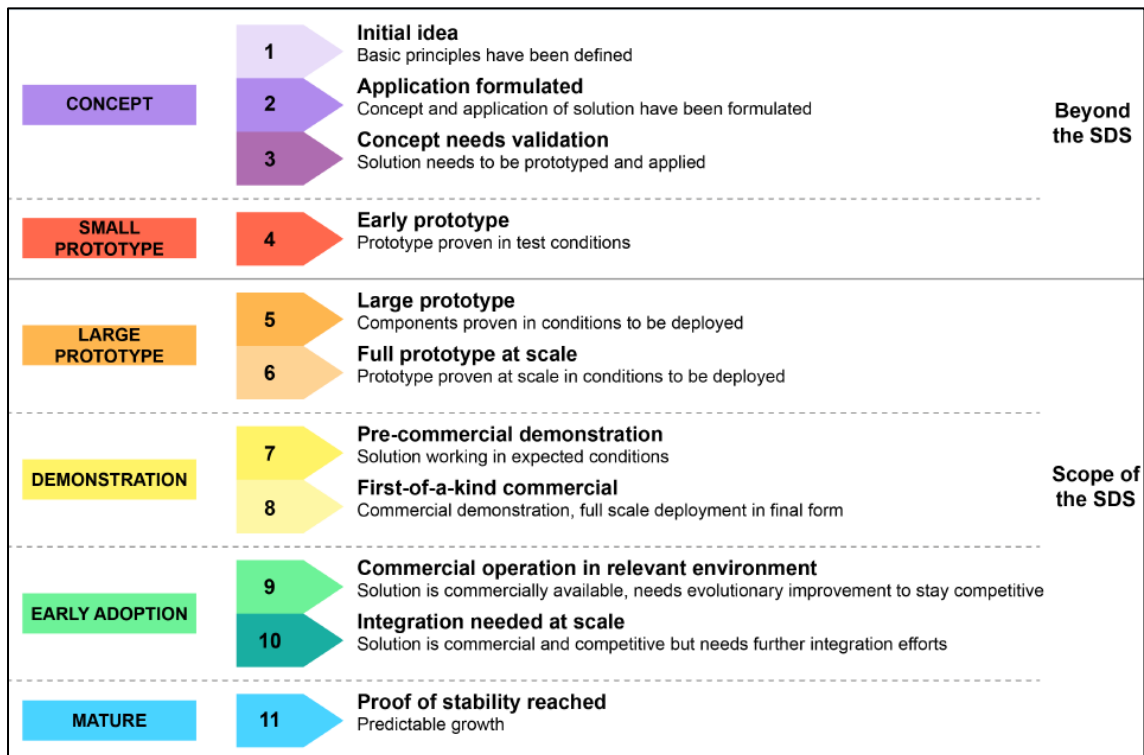 CONCEPT
1
Initial idea
Basic principles have been defined
2
Application formulated
Concept and application of solution have been formulated
3
Concept needs validation
Solution needs to be prototyped and applied
Beyond
the SDS
SMALL
PROTOTYPE
4
Early prototype
Prototype proven in test conditions
LARGE
PROTOTYPE
5
Large prototype
Components proven in conditions to be deployed
6
Full prototype at scale
Prototype proven at scale in conditions to be deployed
DEMONSTRATION
7
Pre-commercial demonstration
Solution working in expected conditions
8
First-of-a-kind commercial
Commercial demonstration, full scale deployment in final form
Scope of
the SDS
EARLY ADOPTION
9
Commercial operation in relevant environment
Solution is commercially available, needs evolutionary improvement to stay competitive
10
Integration needed at scale
Solution is commercial and competitive but needs further integration efforts
MATURE
11
Proof of stability reached
Predictable growth